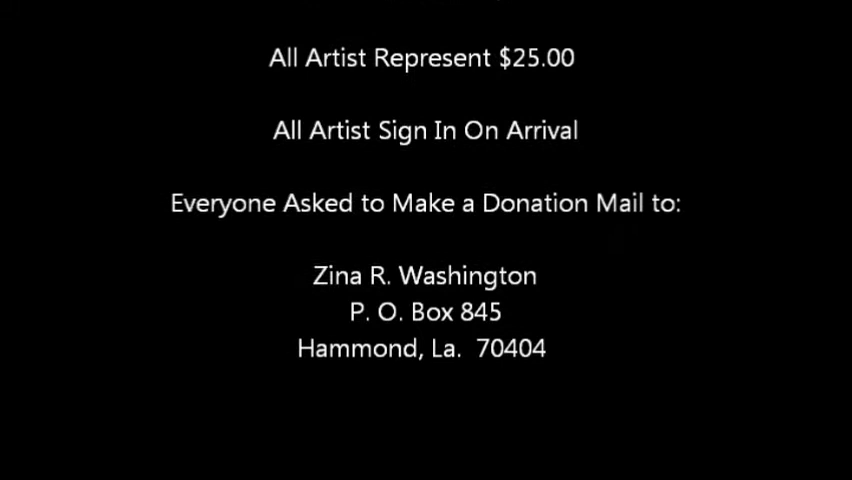 All Artist Represent $25.00
All Artist Sign In On Arrival
Everyone Asked to Make a Donation Mail to:
Zina R. Washington
P. O. Box 845
Hammond, La.  70404